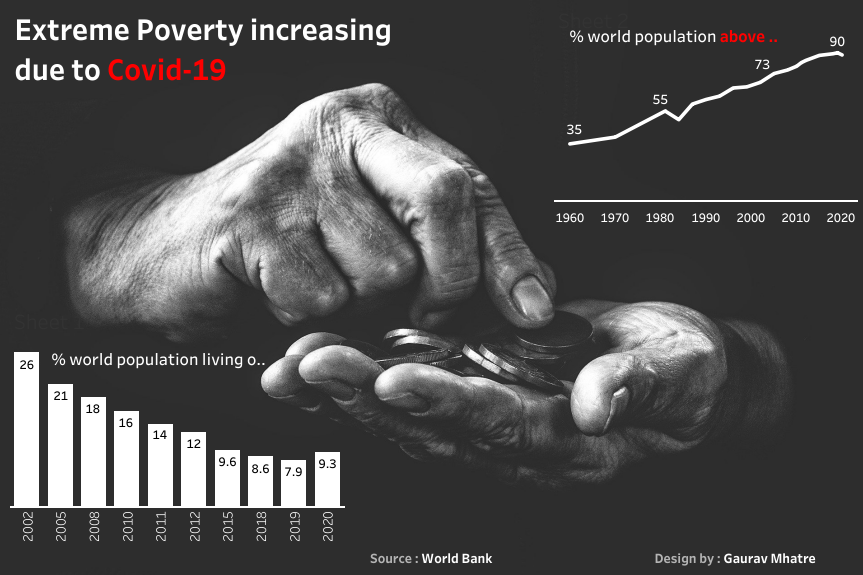 Extreme Poverty increasing
due to Covid-19
% world population above ..
90
73
55
35
1960 1970 1980 1990 2000 2010 2020
Sheet 1
% world population living o..
26
21
18
16
14
12
9.6
8.6
7.9
9.3
2002 2005 2008 2010 2011 2012 2015 2018 2019 2020
Source : World Bank
Design by : Gaurav Mhatre